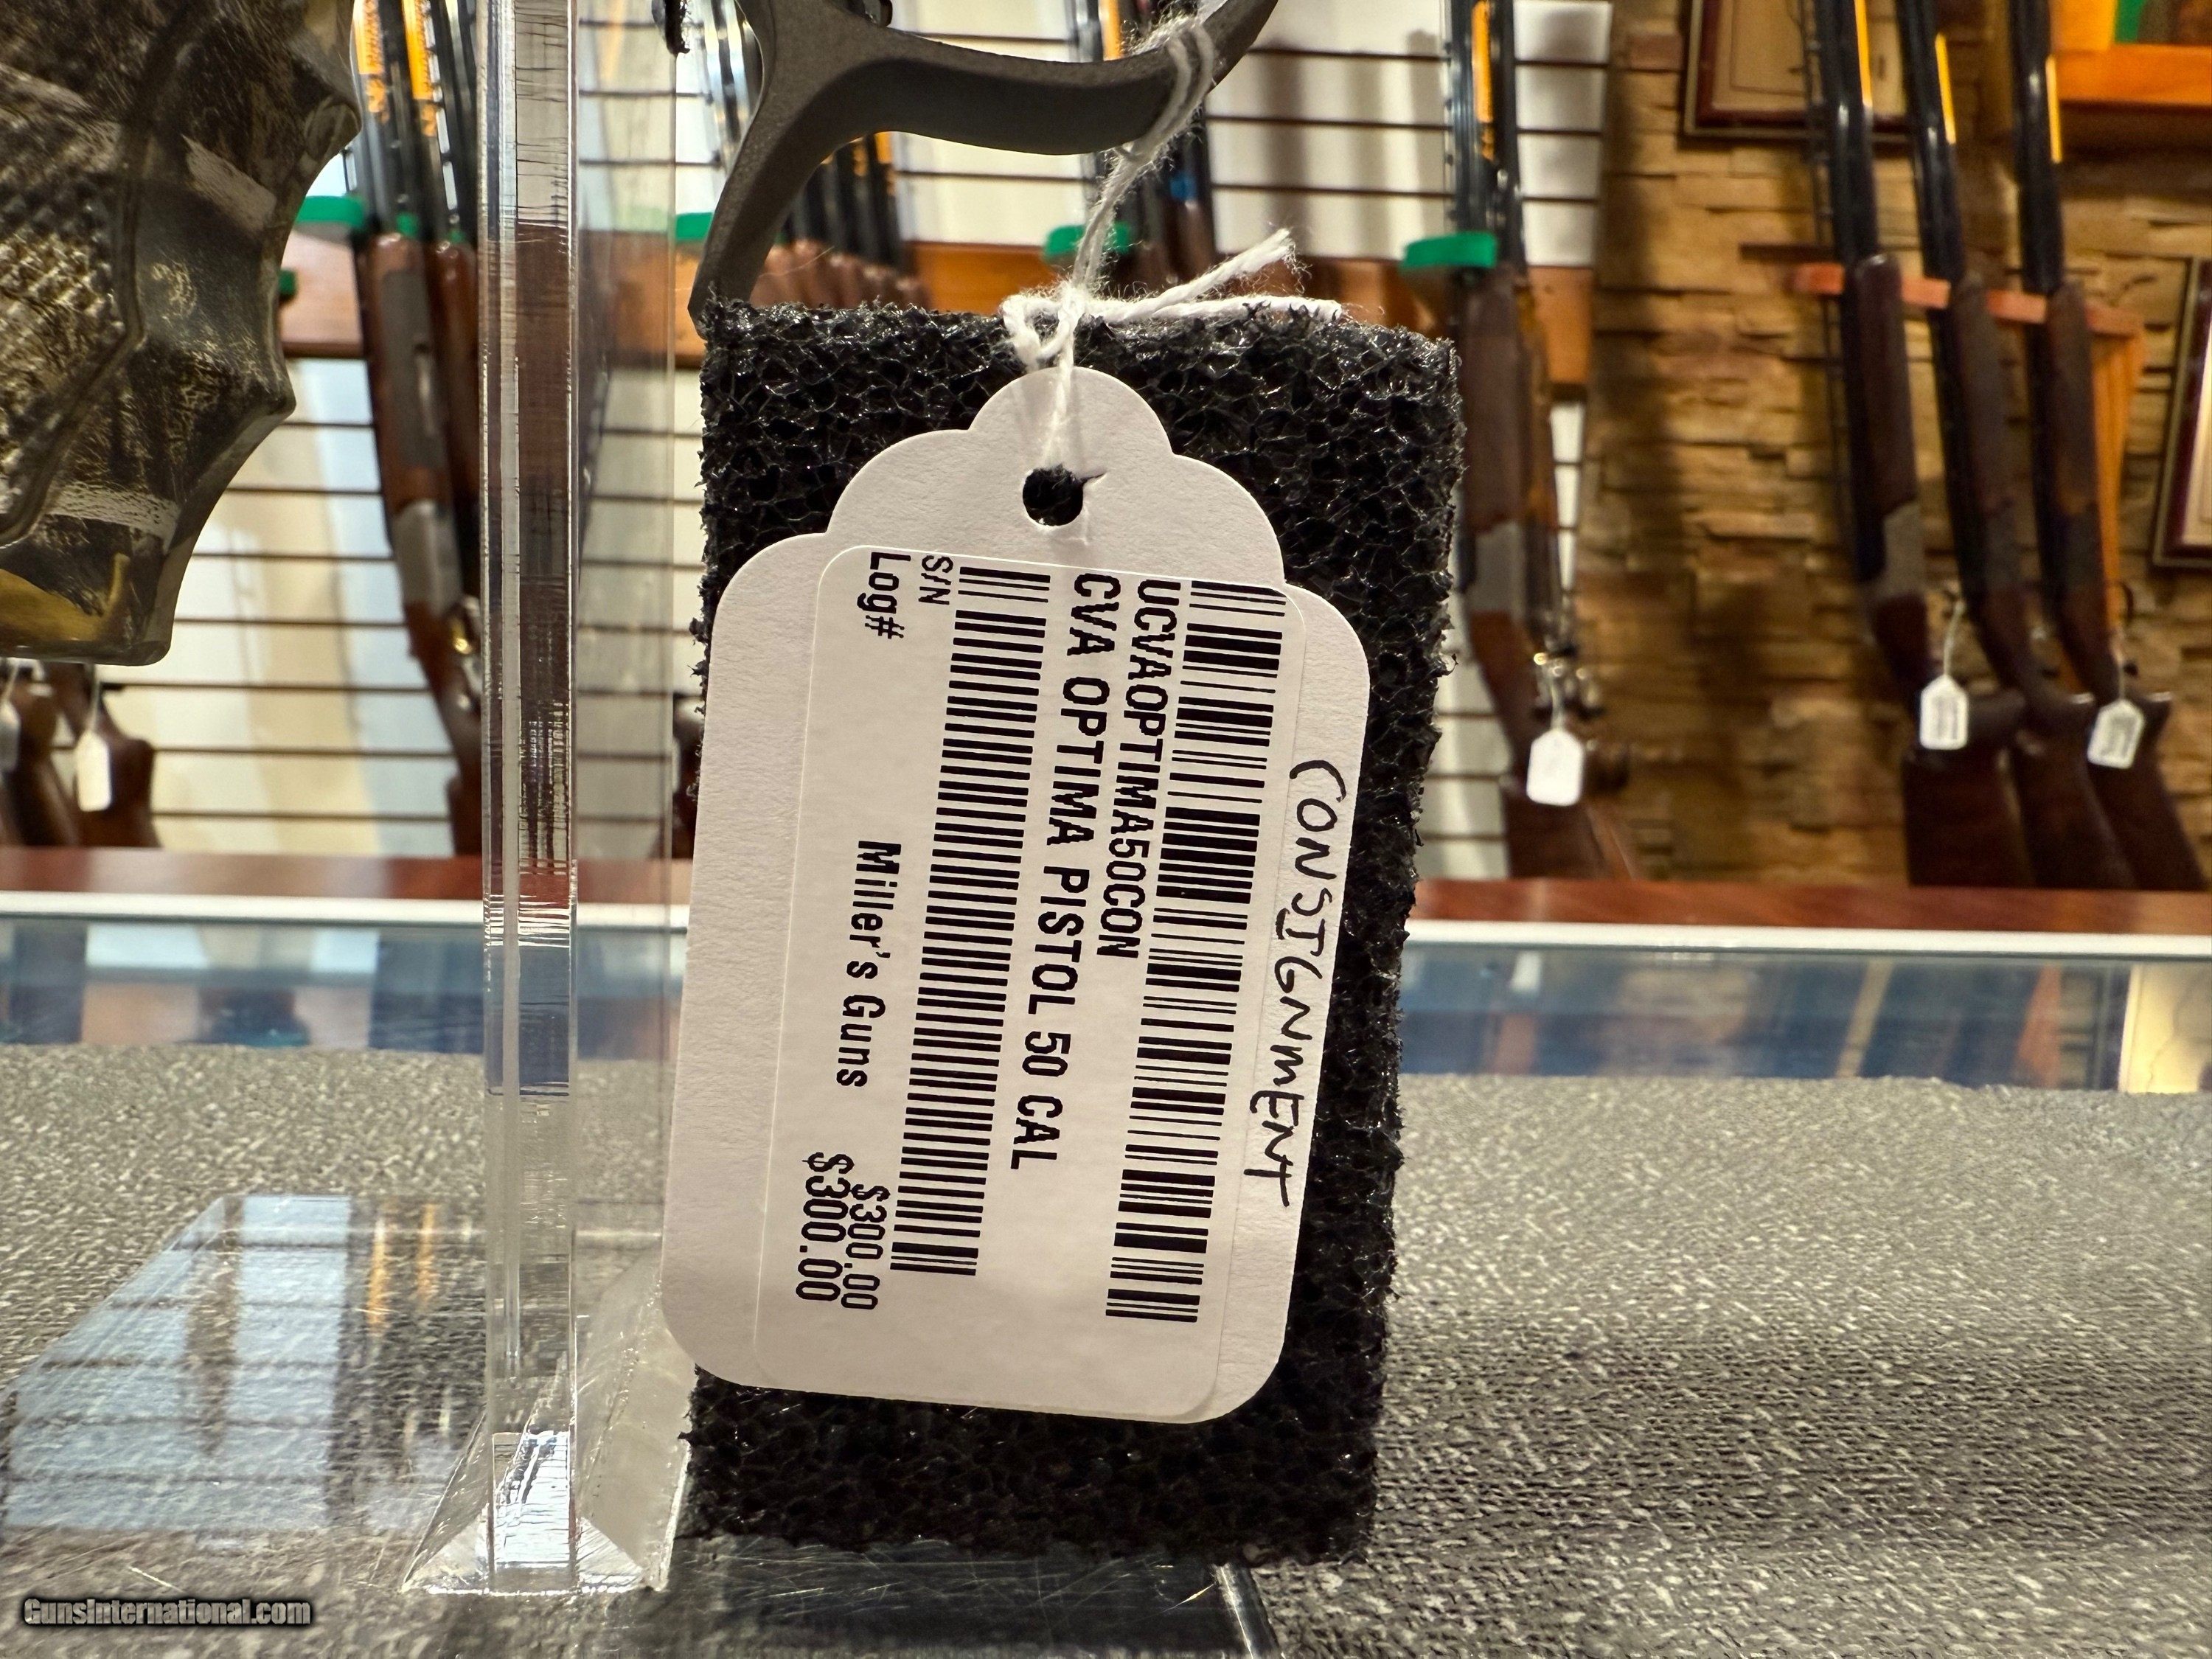 CONSIGNMENT
UCVAOPTIMA50CON
CVA OPTIMA PISTOL 50 CAL
S/N
Log#
Miller's Guns
$300.00
$300.00
GunsInternational.com